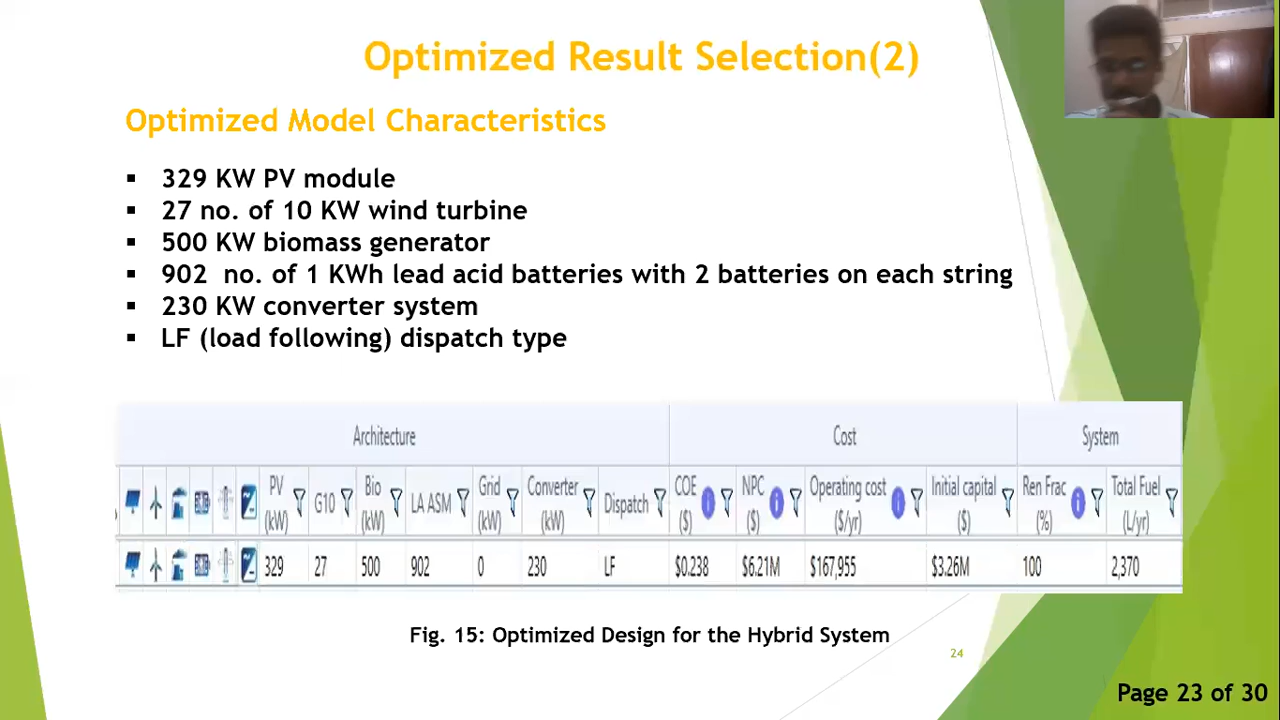 Optimized Result Selection(2)
Optimized Model Characteristics
▪ 329 KW PV module
▪ 27 no. of 10 KW wind turbine
▪ 500 KW biomass generator
▪ 902 no. of 1 KWh lead acid batteries with 2 batteries on each string
▪ 230 KW converter system
▪ LF (load following) dispatch type
Architecture Cost System
PV (kW) G10 Bio (kW) LA ASM Grid (kW) Converter (kW) Dispatch COE ($) NPC ($) Operating cost ($/yr) Initial capital ($) Ren Frac (%) Total Fuel (L/yr)
329 27 500 902 0 230 LF $0.238 $6.21M $167,955 $3.26M 100 2,370
Fig. 15: Optimized Design for the Hybrid System
24
Page 23 of 30